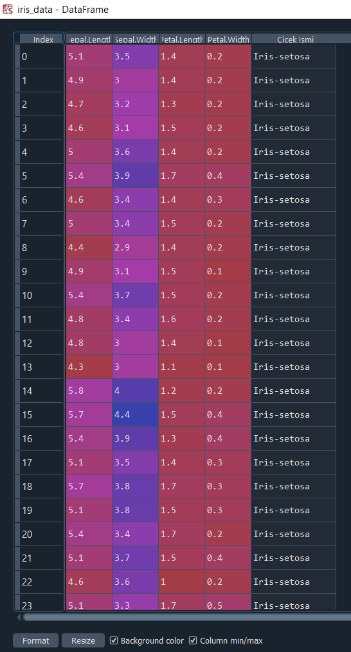 iris_data - DataFrame
Index epal.Length epal.Width etal.Length Petal.Width Cicek Ismi
0 5.1 3.5 1.4 0.2 Iris-setosa
1 4.9 3 1.4 0.2 Iris-setosa
2 4.7 3.2 1.3 0.2 Iris-setosa
3 4.6 3.1 1.5 0.2 Iris-setosa
4 5 3.6 1.4 0.2 Iris-setosa
5 5.4 3.9 1.7 0.4 Iris-setosa
6 4.6 3.4 1.4 0.3 Iris-setosa
7 5 3.4 1.5 0.2 Iris-setosa
8 4.4 2.9 1.4 0.2 Iris-setosa
9 4.9 3.1 1.5 0.1 Iris-setosa
10 5.4 3.7 1.5 0.2 Iris-setosa
11 4.8 3.4 1.6 0.2 Iris-setosa
12 4.8 3 1.4 0.1 Iris-setosa
13 4.3 3 1.1 0.1 Iris-setosa
14 5.8 4 1.2 0.2 Iris-setosa
15 5.7 4.4 1.5 0.4 Iris-setosa
16 5.4 3.9 1.3 0.4 Iris-setosa
17 5.1 3.5 1.4 0.3 Iris-setosa
18 5.7 3.8 1.7 0.3 Iris-setosa
19 5.1 3.8 1.5 0.3 Iris-setosa
20 5.4 3.4 1.7 0.2 Iris-setosa
21 5.1 3.7 1.5 0.4 Iris-setosa
22 4.6 3.6 1 0.2 Iris-setosa
23 5.1 3.3 1.7 0.5 Iris-setosa
Format Resize Background color Column min/max